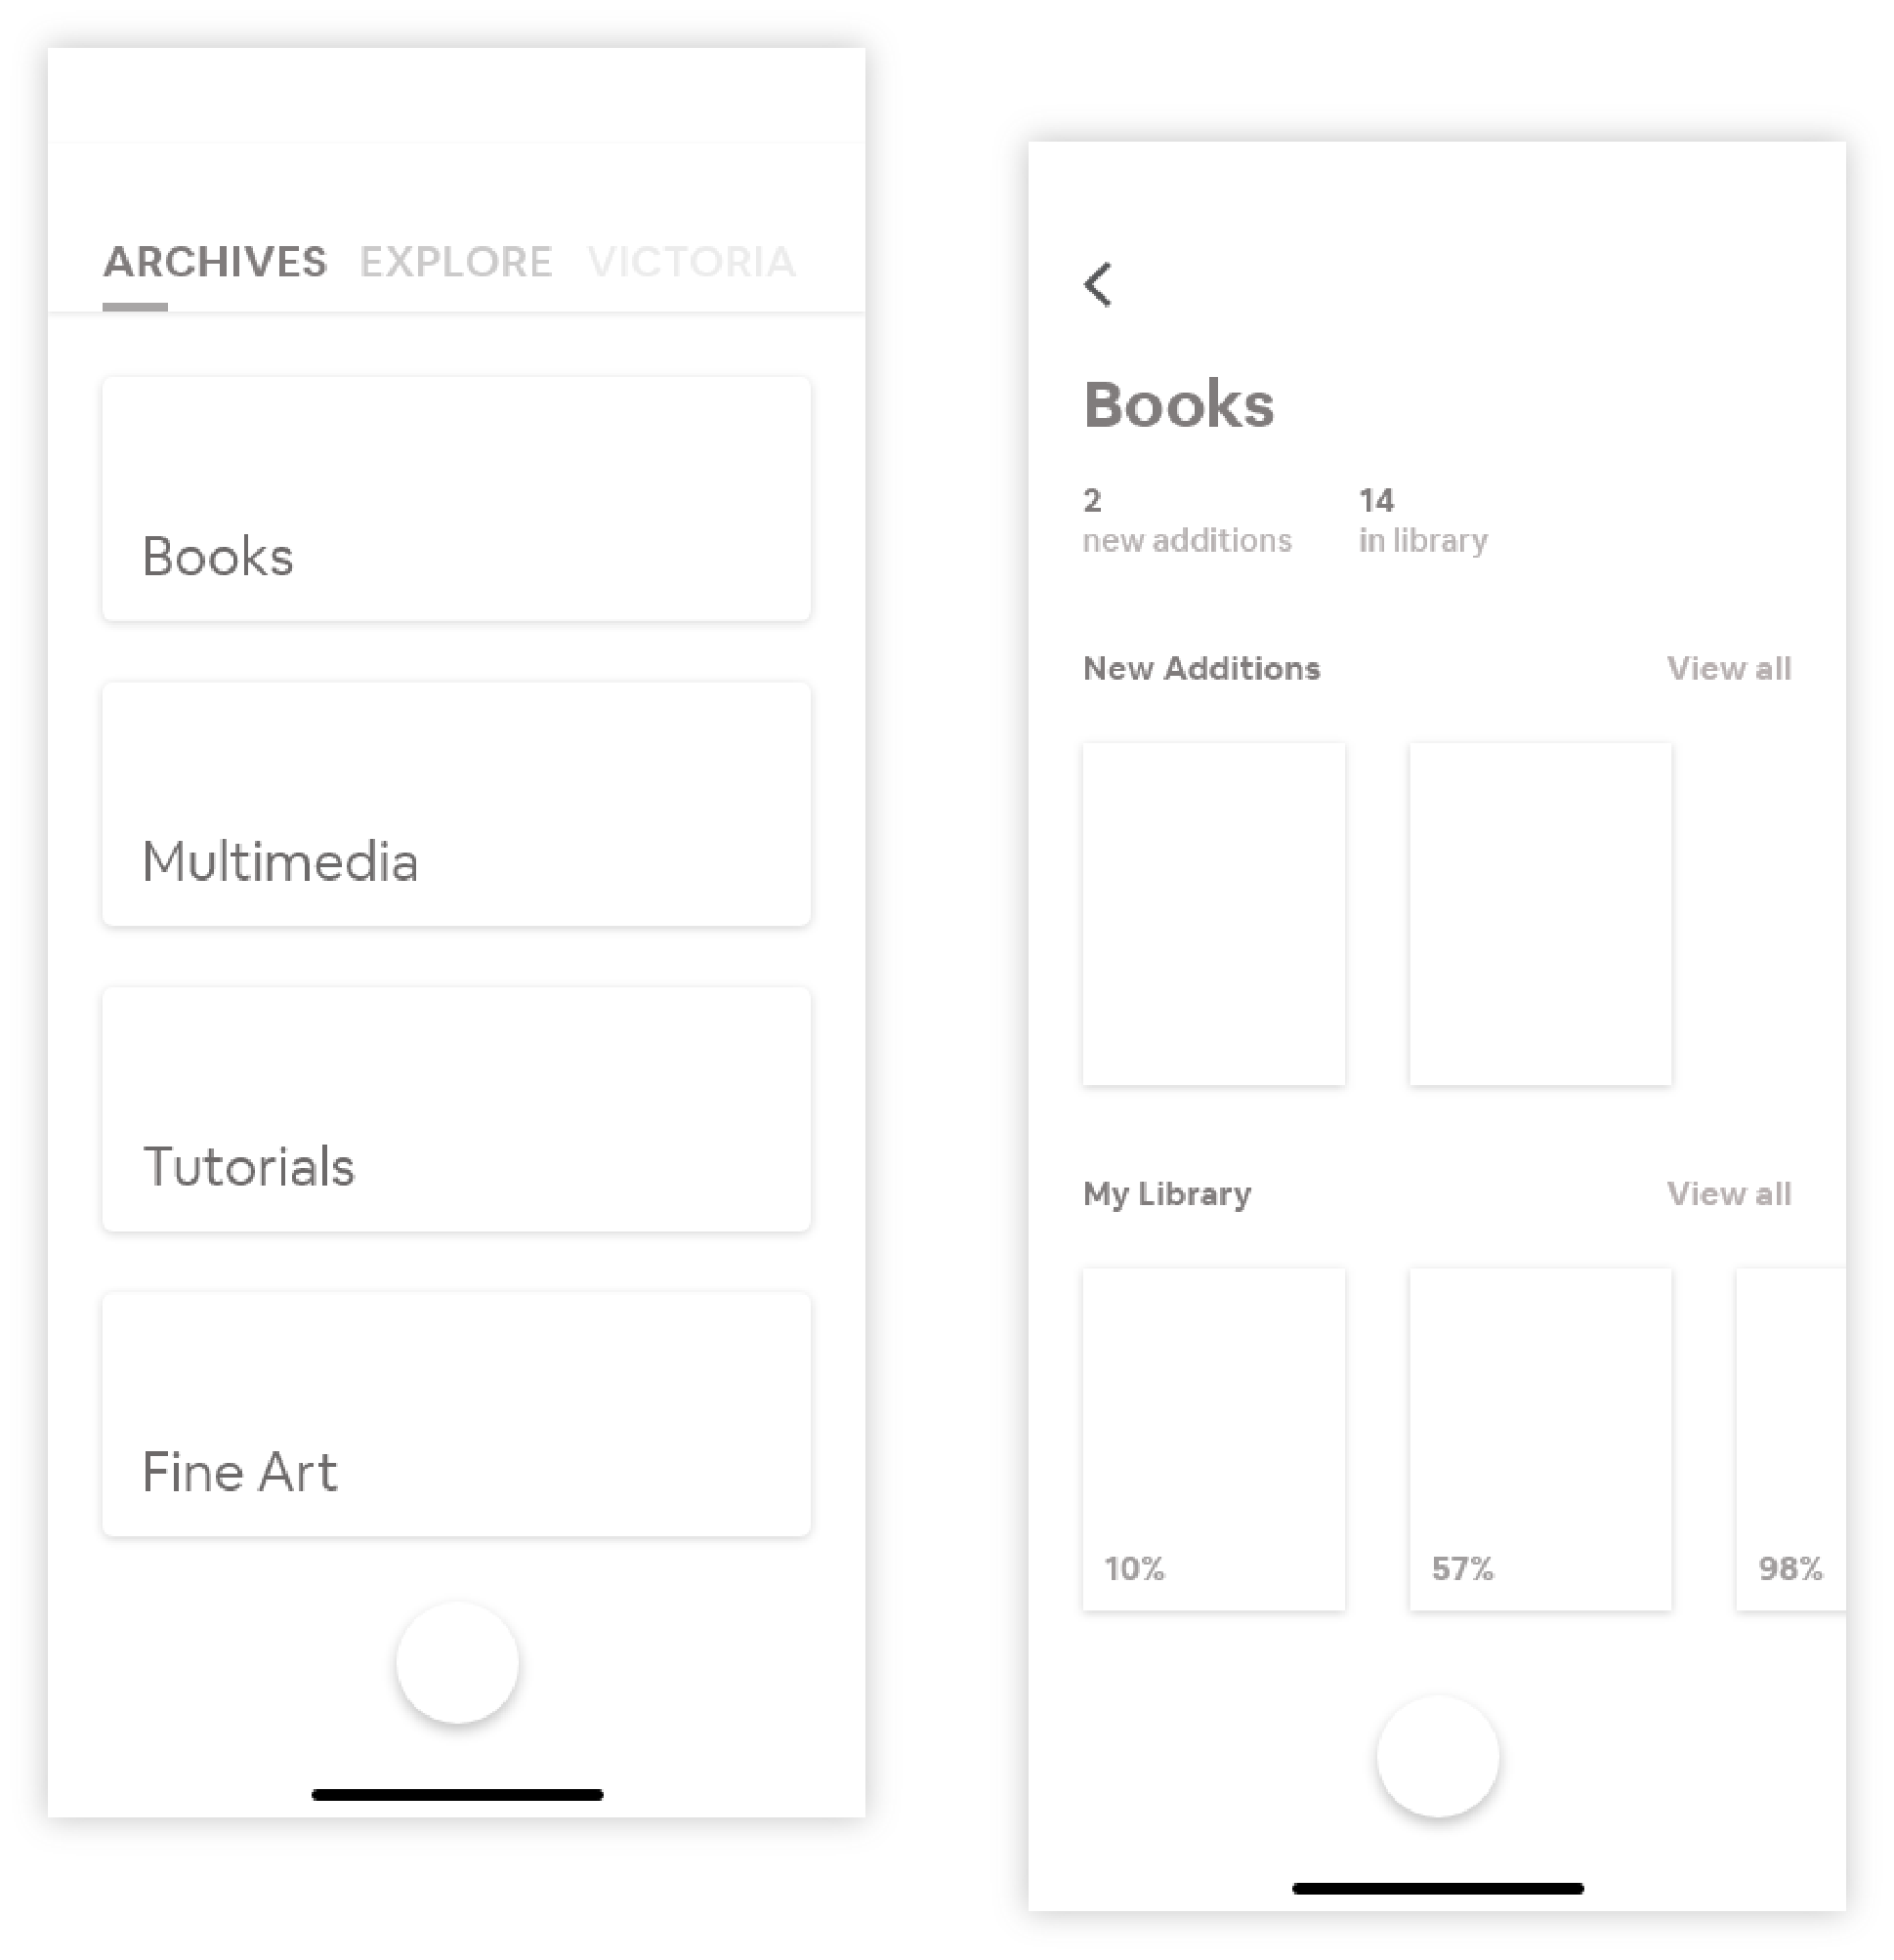 ARCHIVES EXPLORE VICTORIA
Books
Multimedia
Tutorials
Fine Art
Books
2 14
new additions in library
New Additions View all
My Library View all
10% 57% 98%